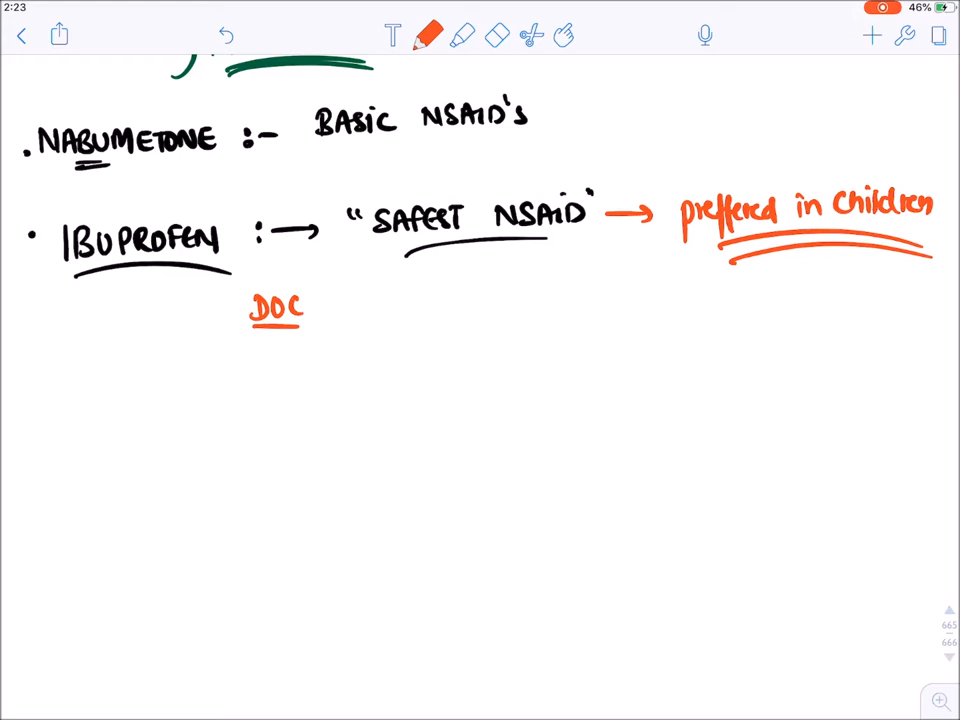 2:23
46%
T
. NABUMETONE :- BASIC NSAID's
. IBUPROFEN :→ "SAFEST NSAID" → preffered in children
DOC
665
666